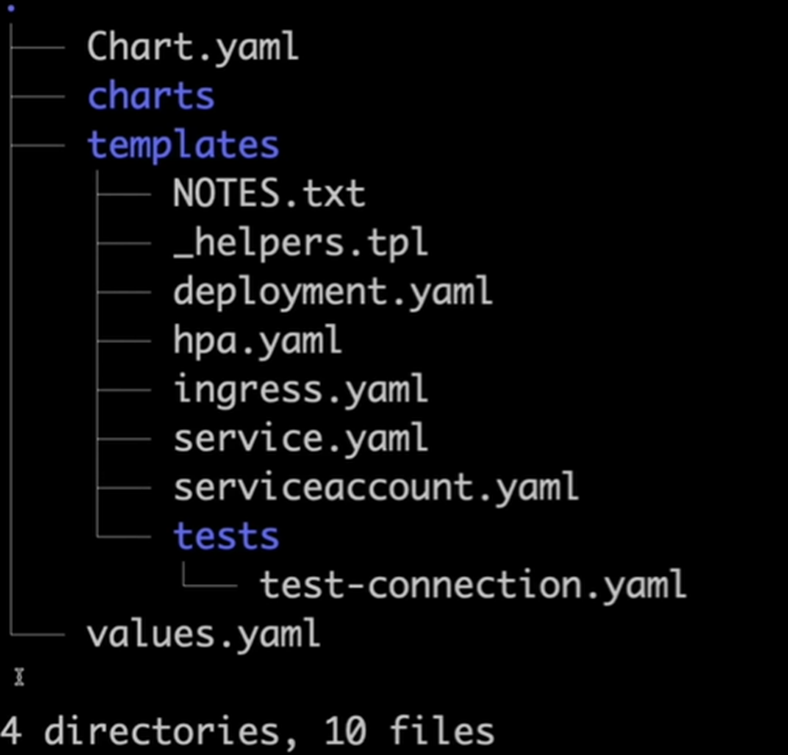 .
Chart.yaml
charts
templates
NOTES.txt
_helpers.tpl
deployment.yaml
hpa.yaml
ingress.yaml
service.yaml
serviceaccount.yaml
tests
test-connection.yaml
values.yaml
4 directories, 10 files